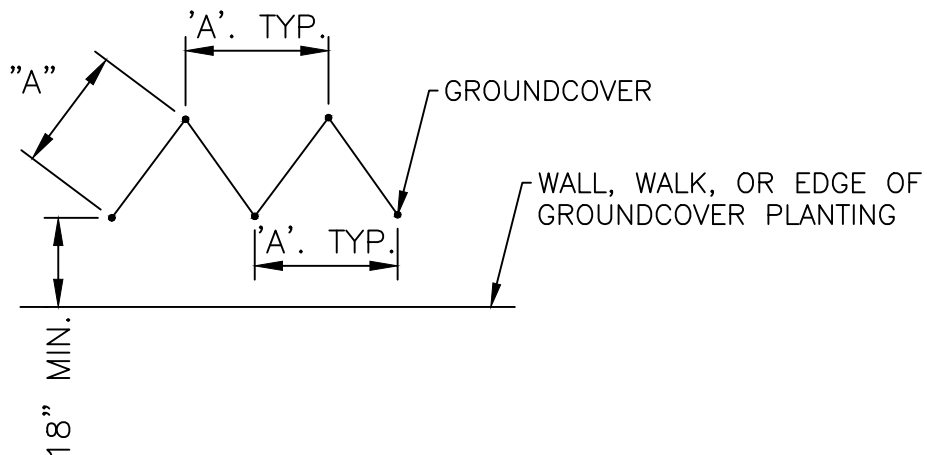 'A'. TYP.
"A"
GROUNDCOVER
WALL, WALK, OR EDGE OF
GROUNDCOVER PLANTING
'A'. TYP.
18" MIN.